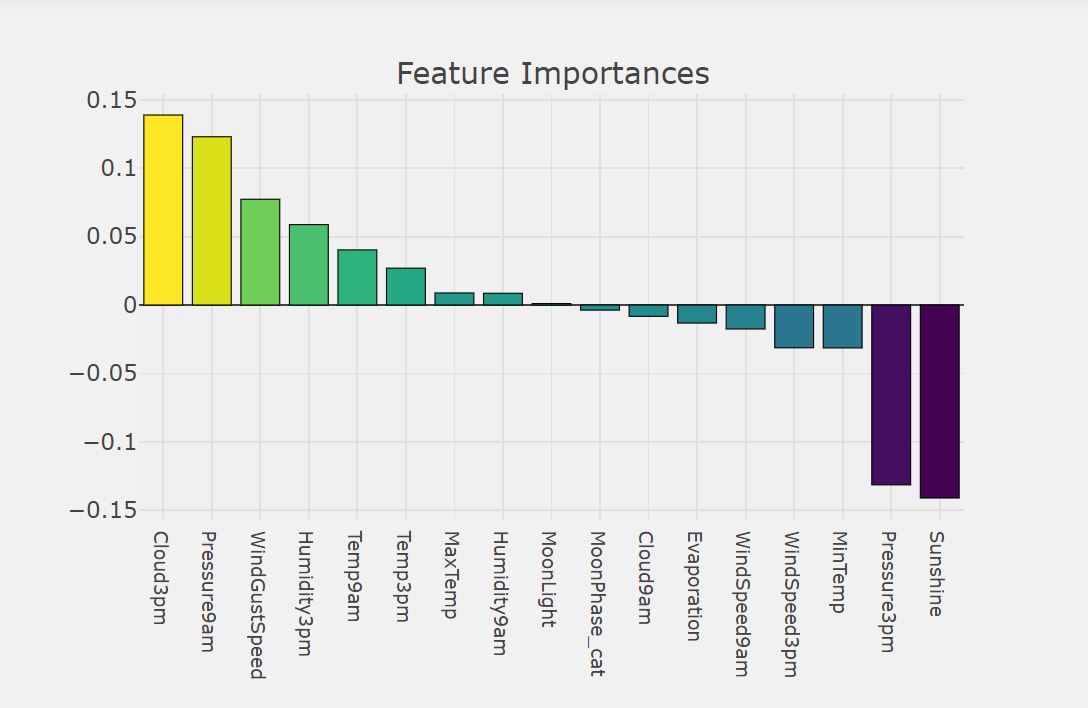 Feature Importances
0.15
0.1
0.05
0
−0.05
−0.1
−0.15
Cloud3pm
Pressure9am
WindGustSpeed
Humidity3pm
Temp9am
Temp3pm
MaxTemp
Humidity9am
MoonLight
MoonPhase_cat
Cloud9am
Evaporation
WindSpeed9am
WindSpeed3pm
MinTemp
Pressure3pm
Sunshine